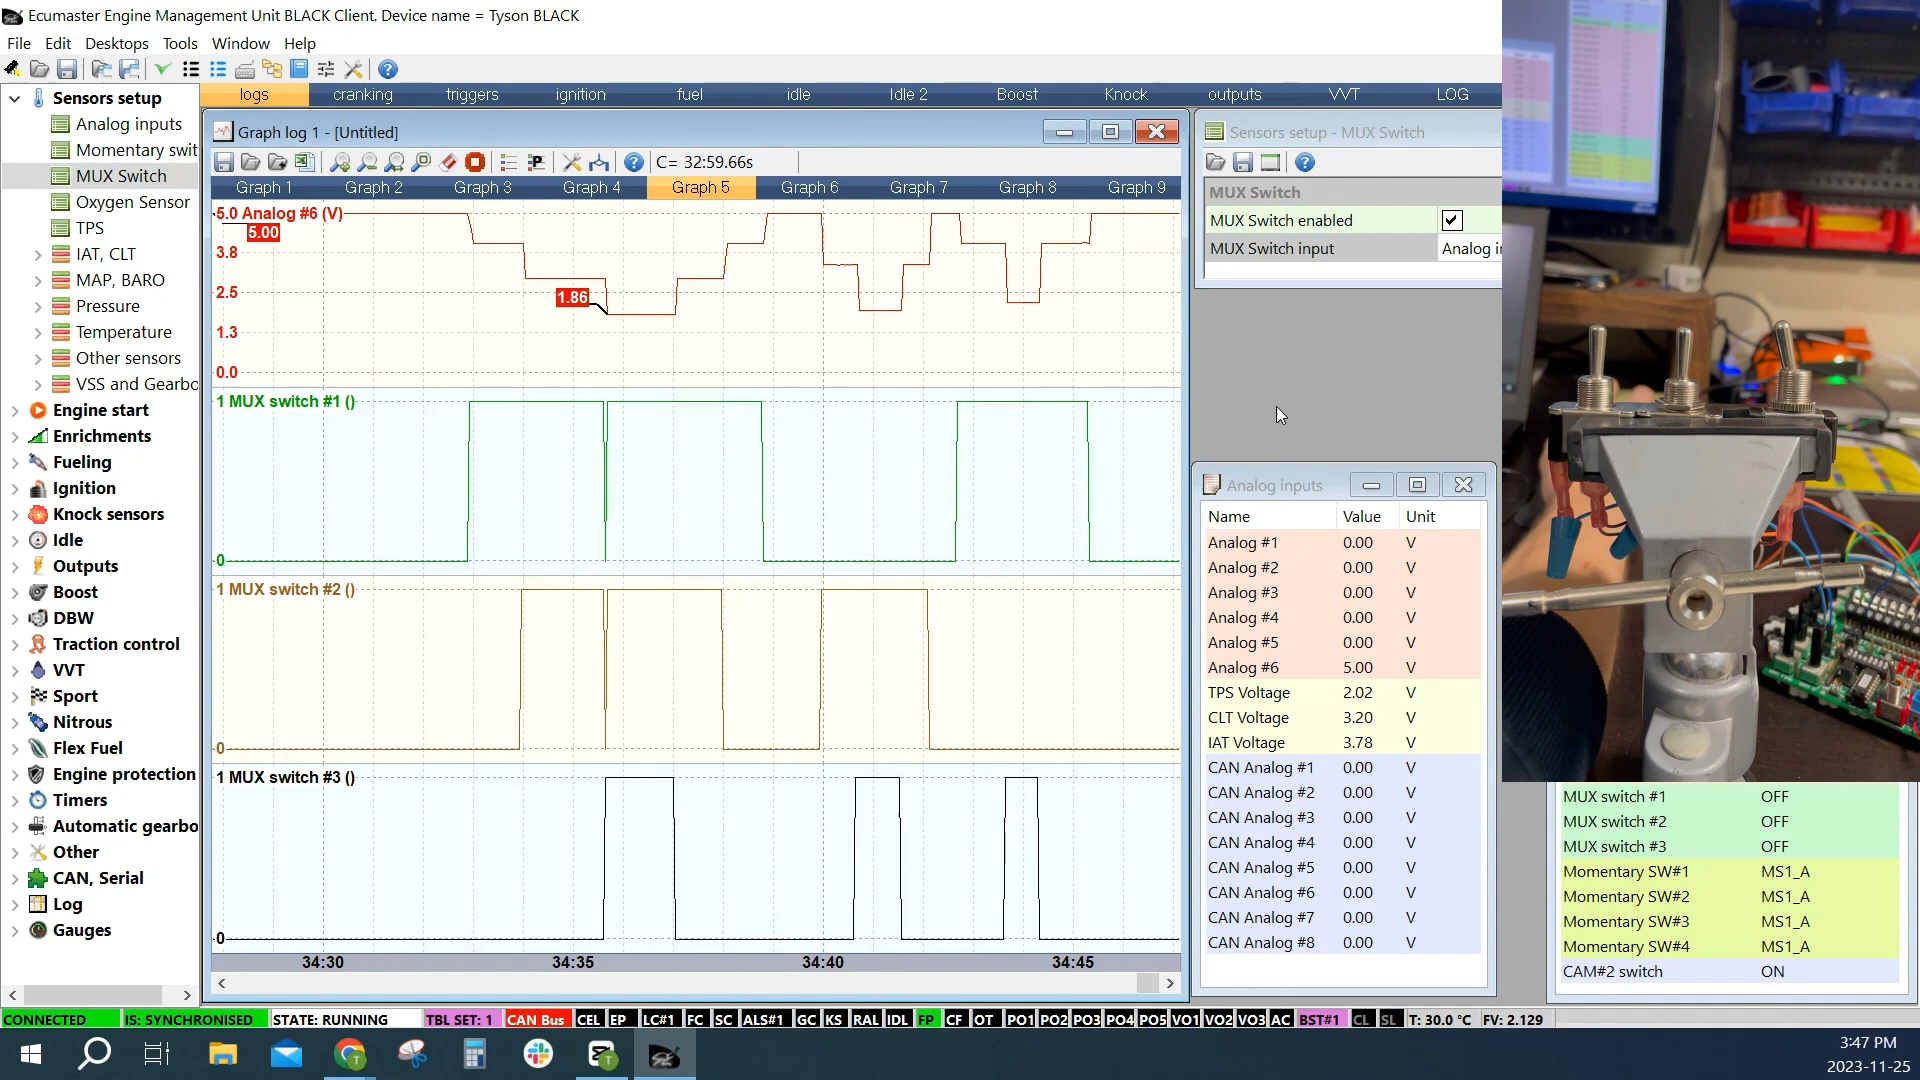 Ecumaster Engine Management Unit BLACK Client. Device name = Tyson BLACK
File Edit Desktops Tools Window Help
logs cranking triggers ignition fuel idle Idle 2 Boost Knock outputs VVT LOG
Sensors setup
Analog inputs
Momentary swit
MUX Switch
Oxygen Sensor
TPS
IAT, CLT
MAP, BARO
Pressure
Temperature
Other sensors
VSS and Gearbo
Engine start
Enrichments
Fueling
Ignition
Knock sensors
Idle
Outputs
Boost
DBW
Traction control
VVT
Sport
Nitrous
Flex Fuel
Engine protection
Timers
Automatic gearbo
Other
CAN, Serial
Log
Gauges
Graph log 1 - [Untitled]
C= 32:59.66s
Graph 1 Graph 2 Graph 3 Graph 4 Graph 5 Graph 6 Graph 7 Graph 8 Graph 9
5.0 Analog #6 (V)
5.00
3.8
1.86
2.5
1.3
0.0
1 MUX switch #1 ()
0
1 MUX switch #2 ()
0
1 MUX switch #3 ()
0
34:30 34:35 34:40 34:45
Sensors setup - MUX Switch
MUX Switch
MUX Switch enabled
MUX Switch input Analog i
Analog inputs
Name Value Unit
Analog #1 0.00 V
Analog #2 0.00 V
Analog #3 0.00 V
Analog #4 0.00 V
Analog #5 0.00 V
Analog #6 5.00 V
TPS Voltage 2.02 V
CLT Voltage 3.20 V
IAT Voltage 3.78 V
CAN Analog #1 0.00 V
CAN Analog #2 0.00 V
CAN Analog #3 0.00 V
CAN Analog #4 0.00 V
CAN Analog #5 0.00 V
CAN Analog #6 0.00 V
CAN Analog #7 0.00 V
CAN Analog #8 0.00 V
MUX switch #1 OFF
MUX switch #2 OFF
MUX switch #3 OFF
Momentary SW#1 MS1_A
Momentary SW#2 MS1_A
Momentary SW#3 MS1_A
Momentary SW#4 MS1_A
CAM#2 switch ON
CONNECTED IS: SYNCHRONISED STATE: RUNNING TBL SET: 1 CAN Bus CEL EP LC#1 FC SC ALS#1 GC KS RAL IDL FP CF OT PO1 PO2 PO3 PO4 PO5 VO1 VO2 VO3 AC BST#1 CL SL T: 30.0 °C FV: 2.129
3:47 PM
2023-11-25